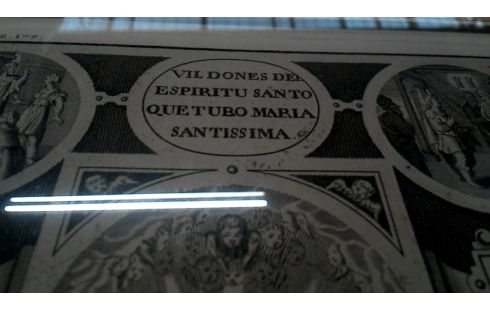 VII DONES DEL
ESPIRITU SANTO
QUE TUBO MARIA
SANTISSIMA.